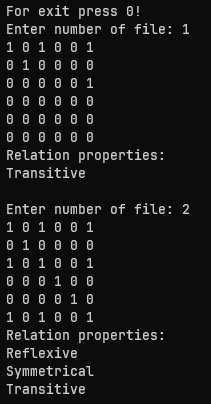 For exit press 0!
Enter number of file: 1
1 0 1 0 0 1
0 1 0 0 0 0
0 0 0 0 0 1
0 0 0 0 0 0
0 0 0 0 0 0
0 0 0 0 0 0
Relation properties:
Transitive

Enter number of file: 2
1 0 1 0 0 1
0 1 0 0 0 0
1 0 1 0 0 1
0 0 0 1 0 0
0 0 0 0 1 0
1 0 1 0 0 1
Relation properties:
Reflexive
Symmetrical
Transitive